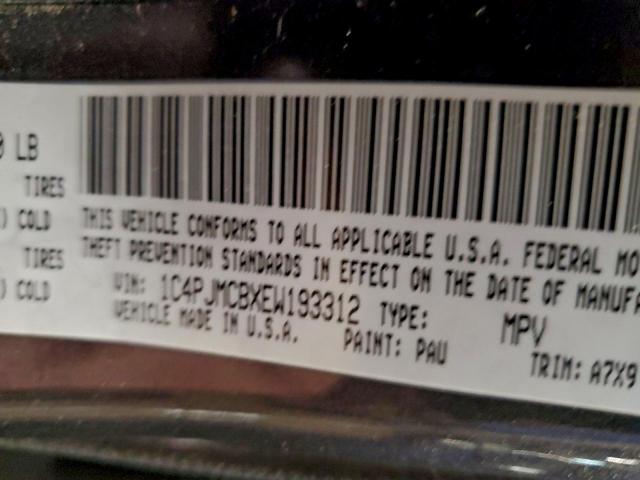 0 LB
TIRES
) COLD
TIRES
) COLD
THIS VEHICLE CONFORMS TO ALL APPLICABLE U.S.A. FEDERAL MO
THEFT PREVENTION STANDARDS IN EFFECT ON THE DATE OF MANUFA
VIN: 1C4PJMCBXEW193312 TYPE: MPV
VEHICLE MADE IN U.S.A. PAINT: PAU TRIM: A7X9